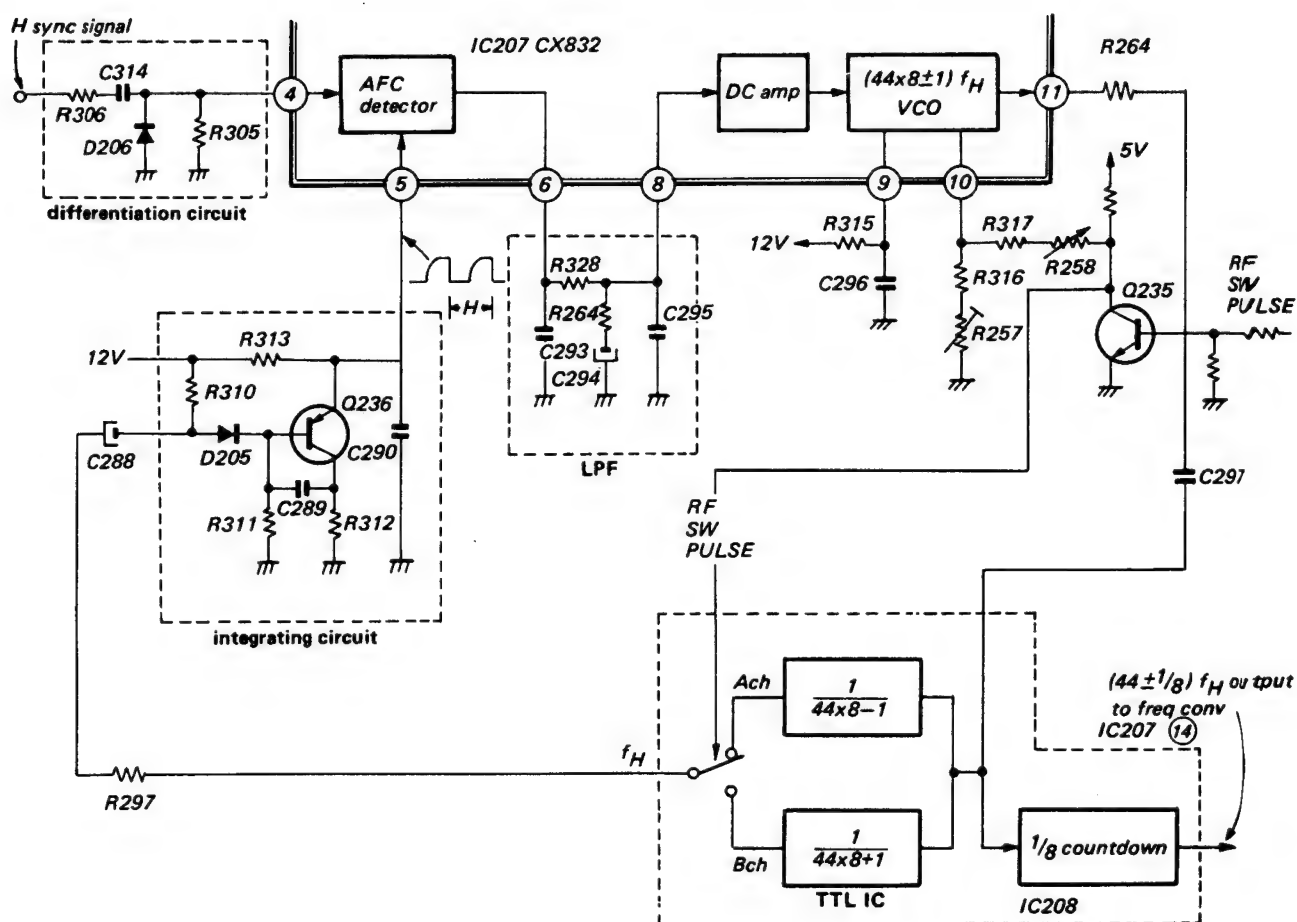 H sync signal
IC207 CX832
R264
C314
R306
D206
R305
differentiation circuit
4
AFC
detector
DC amp
(44x8±1) fH
VCO
11
5
6
8
9
10
5V
12V
R315
C296
R317
R258
R316
R257
Q235
RF
SW
PULSE
H
R328
R264
C293
C294
C295
LPF
12V
R313
R310
Q236
C290
C288
D205
C289
R311
R312
integrating circuit
RF
SW
PULSE
C297
R297
fH
Ach
1
44x8−1
Bch
1
44x8+1
TTL IC
1/8 countdown
IC208
(44±1/8) fH output
to freq conv
IC207 14